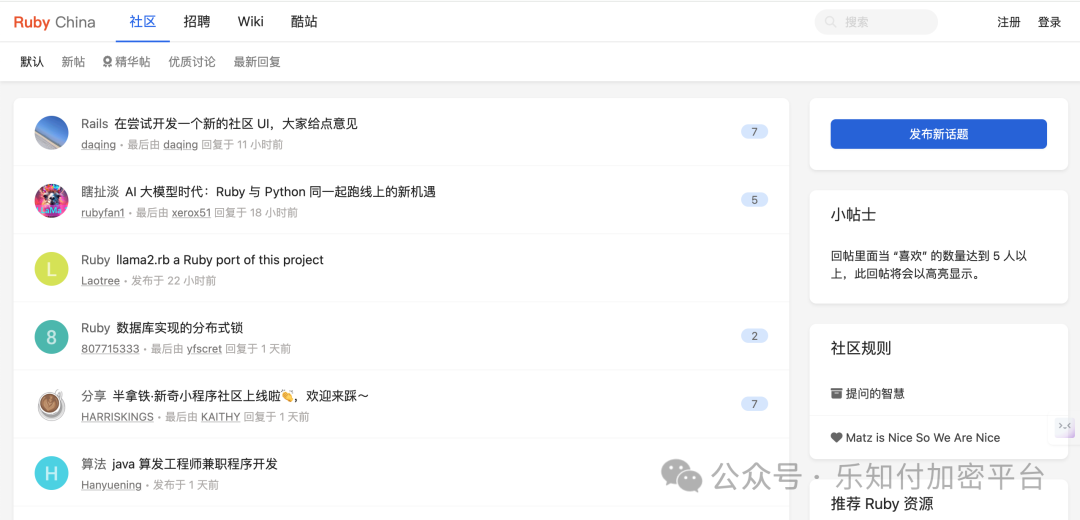 Ruby China 社区 招聘 Wiki 酷站 搜索 注册 登录
默认 新帖 精华帖 优质讨论 最新回复
Rails 在尝试开发一个新的社区 UI，大家给点意见
daqing • 最后由 daqing 回复于 11 小时前
7
瞎扯淡 AI 大模型时代：Ruby 与 Python 同一起跑线上的新机遇
rubyfan1 • 最后由 xerox51 回复于 18 小时前
5
LaMa
L
Ruby llama2.rb a Ruby port of this project
Laotree • 发布于 22 小时前
8
Ruby 数据库实现的分布式锁
807715333 • 最后由 yfscret 回复于 1 天前
2
分享 半拿铁·新奇小程序社区上线啦👏，欢迎来踩～
HARRISKINGS • 最后由 KAITHY 回复于 1 天前
7
H
算法 java 算发工程师兼职程序开发
Hanyuening • 发布于 1 天前
发布新话题
小帖士
回帖里面当 “喜欢” 的数量达到 5 人以
上，此回帖将会以高亮显示。
社区规则
提问的智慧
Matz is Nice So We Are Nice
公众号 · 乐知付加密平台
推荐 Ruby 资源